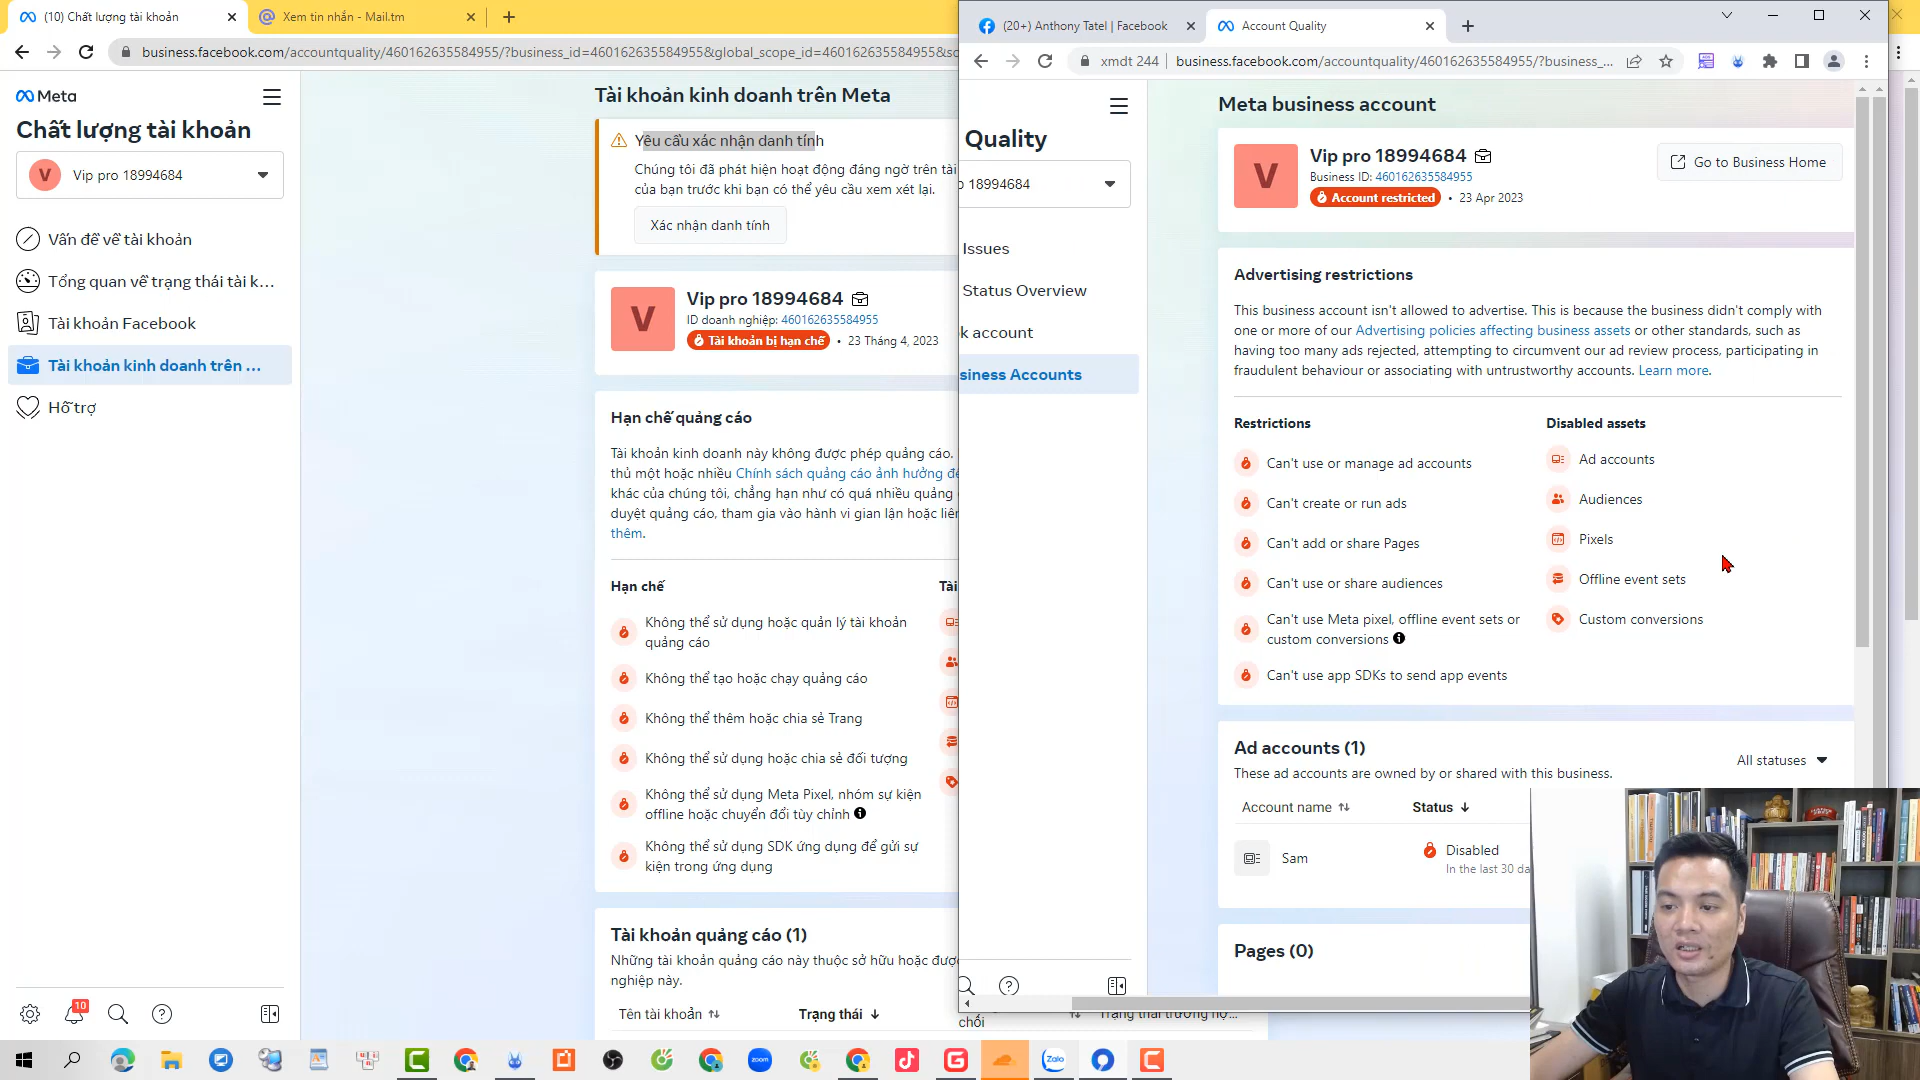 (10) Chất lượng tài khoản
Xem tin nhắn - Mail.tm
business.facebook.com/accountquality/460162635584955/?business_id=460162635584955&global_scope_id=460162635584955&sc
Meta
Chất lượng tài khoản
V
Vip pro 18994684
Vấn đề về tài khoản
Tổng quan về trạng thái tài k...
Tài khoản Facebook
Tài khoản kinh doanh trên ...
Hỗ trợ
10
Tài khoản kinh doanh trên Meta
Yêu cầu xác nhận danh tính
Chúng tôi đã phát hiện hoạt động đáng ngờ trên tài
của bạn trước khi bạn có thể yêu cầu xem xét lại.
Xác nhận danh tính
V
Vip pro 18994684
ID doanh nghiệp: 460162635584955
Tài khoản bị hạn chế • 23 Tháng 4, 2023
Hạn chế quảng cáo
Tài khoản kinh doanh này không được phép quảng cáo.
thủ một hoặc nhiều Chính sách quảng cáo ảnh hưởng đế
khác của chúng tôi, chẳng hạn như có quá nhiều quảng
duyệt quảng cáo, tham gia vào hành vi gian lận hoặc liên
thêm.
Hạn chế
Tài
Không thể sử dụng hoặc quản lý tài khoản
quảng cáo
Không thể tạo hoặc chạy quảng cáo
Không thể thêm hoặc chia sẻ Trang
Không thể sử dụng hoặc chia sẻ đối tượng
Không thể sử dụng Meta Pixel, nhóm sự kiện
offline hoặc chuyển đổi tùy chỉnh
Không thể sử dụng SDK ứng dụng để gửi sự
kiện trong ứng dụng
Tài khoản quảng cáo (1)
Những tài khoản quảng cáo này thuộc sở hữu hoặc được
nghiệp này.
Tên tài khoản
Trạng thái
chối
Trạng thái trường hợ...
(20+) Anthony Tatel | Facebook
Account Quality
xmdt 244
business.facebook.com/accountquality/460162635584955/?business_...
Quality
o 18994684
Issues
Status Overview
k account
siness Accounts
Meta business account
V
Vip pro 18994684
Business ID: 460162635584955
Account restricted • 23 Apr 2023
Go to Business Home
Advertising restrictions
This business account isn't allowed to advertise. This is because the business didn't comply with
one or more of our Advertising policies affecting business assets or other standards, such as
having too many ads rejected, attempting to circumvent our ad review process, participating in
fraudulent behaviour or associating with untrustworthy accounts. Learn more.
Restrictions
Can't use or manage ad accounts
Can't create or run ads
Can't add or share Pages
Can't use or share audiences
Can't use Meta pixel, offline event sets or
custom conversions
Can't use app SDKs to send app events
Disabled assets
Ad accounts
Audiences
Pixels
Offline event sets
Custom conversions
Ad accounts (1)
These ad accounts are owned by or shared with this business.
All statuses
Account name
Status
Sam
Disabled
In the last 30 da
Pages (0)
zoom
Zalo